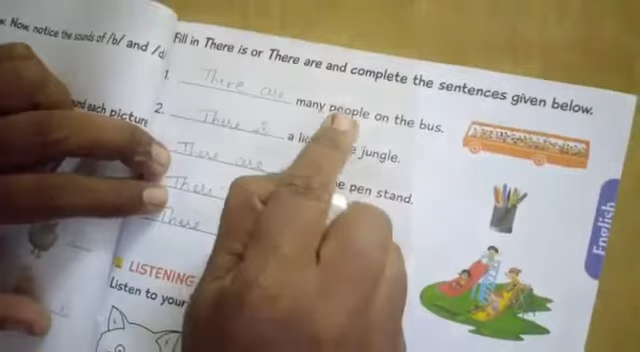 w. Now, notice the sounds of /b/ and /d/
Fill in There is or There are and complete the sentences given below.
1. There are many people on the bus.
und each picture
2. There is a lion jungle.
There are pen stand.
There
There
LISTENING
Listen to your
English